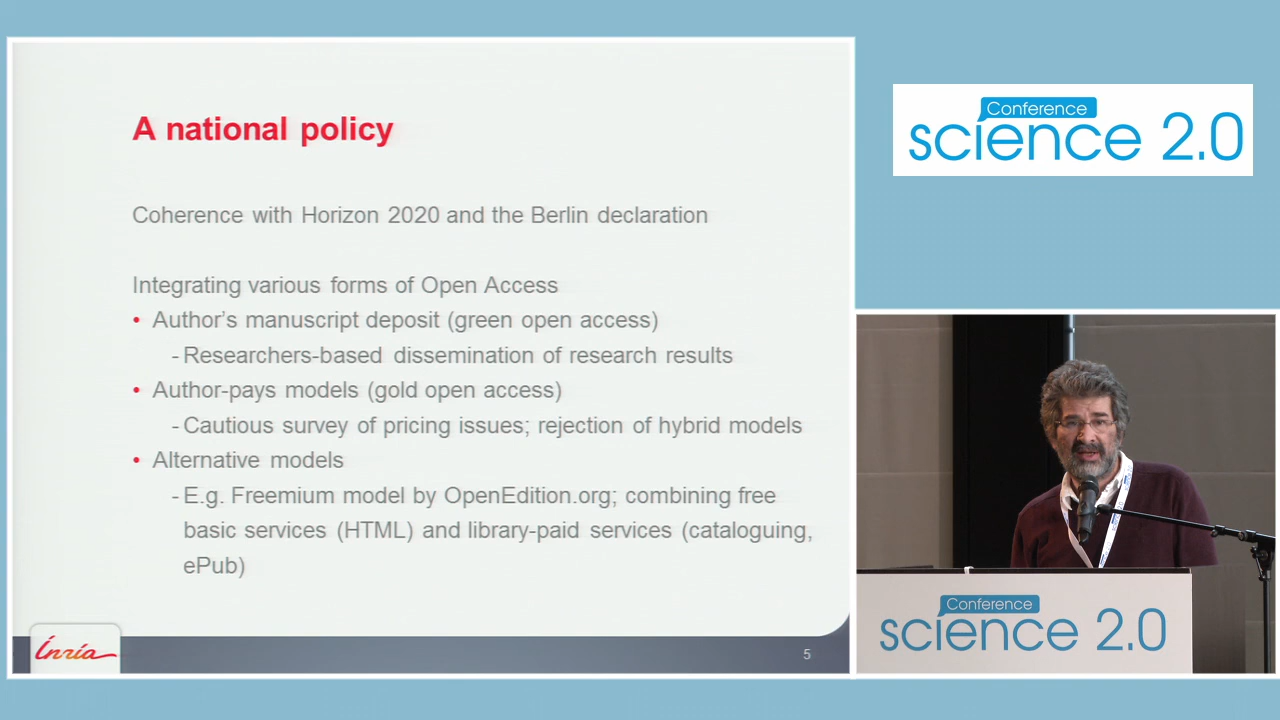 A national policy
Coherence with Horizon 2020 and the Berlin declaration
Integrating various forms of Open Access
• Author's manuscript deposit (green open access)
- Researchers-based dissemination of research results
• Author-pays models (gold open access)
- Cautious survey of pricing issues; rejection of hybrid models
• Alternative models
- E.g. Freemium model by OpenEdition.org; combining free
basic services (HTML) and library-paid services (cataloguing,
ePub)
Inria
5
Conference
science 2.0
Conference
science 2.0